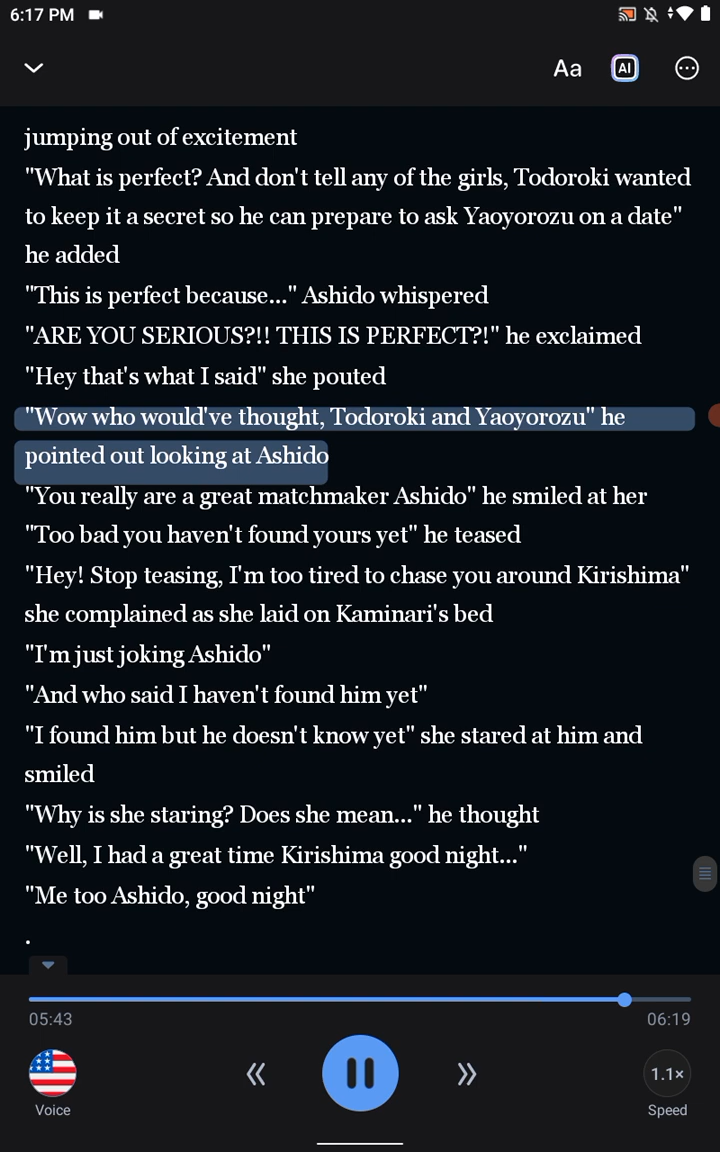 6:17 PM
Aa
AI
jumping out of excitement
"What is perfect? And don't tell any of the girls, Todoroki wanted
to keep it a secret so he can prepare to ask Yaoyorozu on a date"
he added
"This is perfect because..." Ashido whispered
"ARE YOU SERIOUS?!! THIS IS PERFECT?!" he exclaimed
"Hey that's what I said" she pouted
"Wow who would've thought, Todoroki and Yaoyorozu" he
pointed out looking at Ashido
"You really are a great matchmaker Ashido" he smiled at her
"Too bad you haven't found yours yet" he teased
"Hey! Stop teasing, I'm too tired to chase you around Kirishima"
she complained as she laid on Kaminari's bed
"I'm just joking Ashido"
"And who said I haven't found him yet"
"I found him but he doesn't know yet" she stared at him and
smiled
"Why is she staring? Does she mean..." he thought
"Well, I had a great time Kirishima good night..."
"Me too Ashido, good night"
.
05:43
06:19
1.1×
Voice
Speed